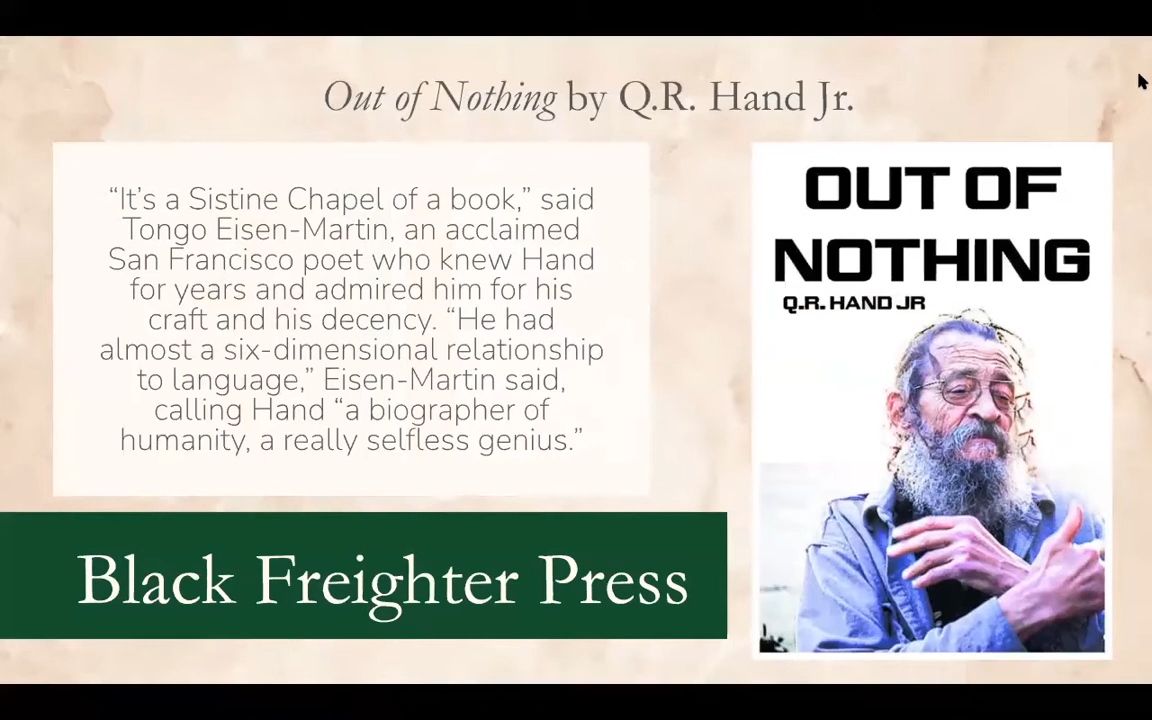 Out of Nothing by Q.R. Hand Jr.
“It’s a Sistine Chapel of a book,” said
Tongo Eisen-Martin, an acclaimed
San Francisco poet who knew Hand
for years and admired him for his
craft and his decency. “He had
almost a six-dimensional relationship
to language,” Eisen-Martin said,
calling Hand “a biographer of
humanity, a really selfless genius.”
Black Freighter Press
OUT OF
NOTHING
Q.R. HAND JR